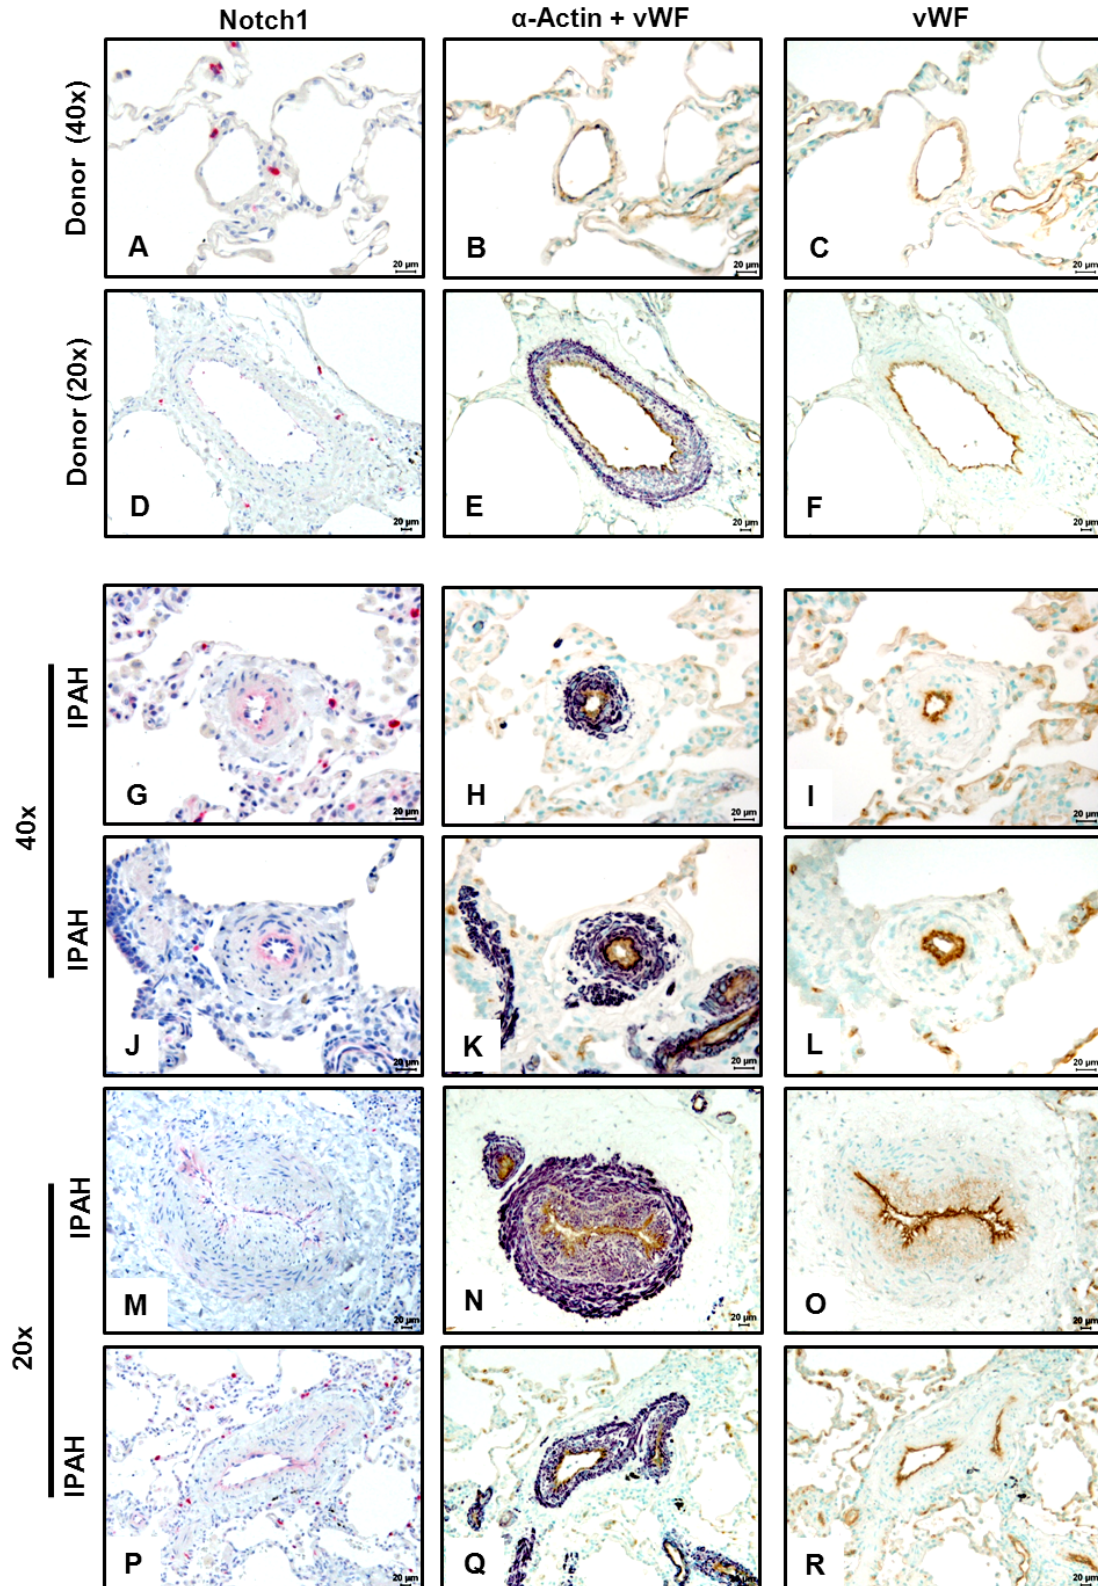 Notch1 α-Actin + vWF vWF
Donor (40x)
A 20 µm B 20 µm C 20 µm
Donor (20x)
D 20 µm E 20 µm F 20 µm
IPAH
G 20 µm H 20 µm I 20 µm
40x
IPAH
J 20 µm K 20 µm L 20 µm
IPAH
M 20 µm N 20 µm O 20 µm
20x
IPAH
P 20 µm Q 20 µm R 20 µm